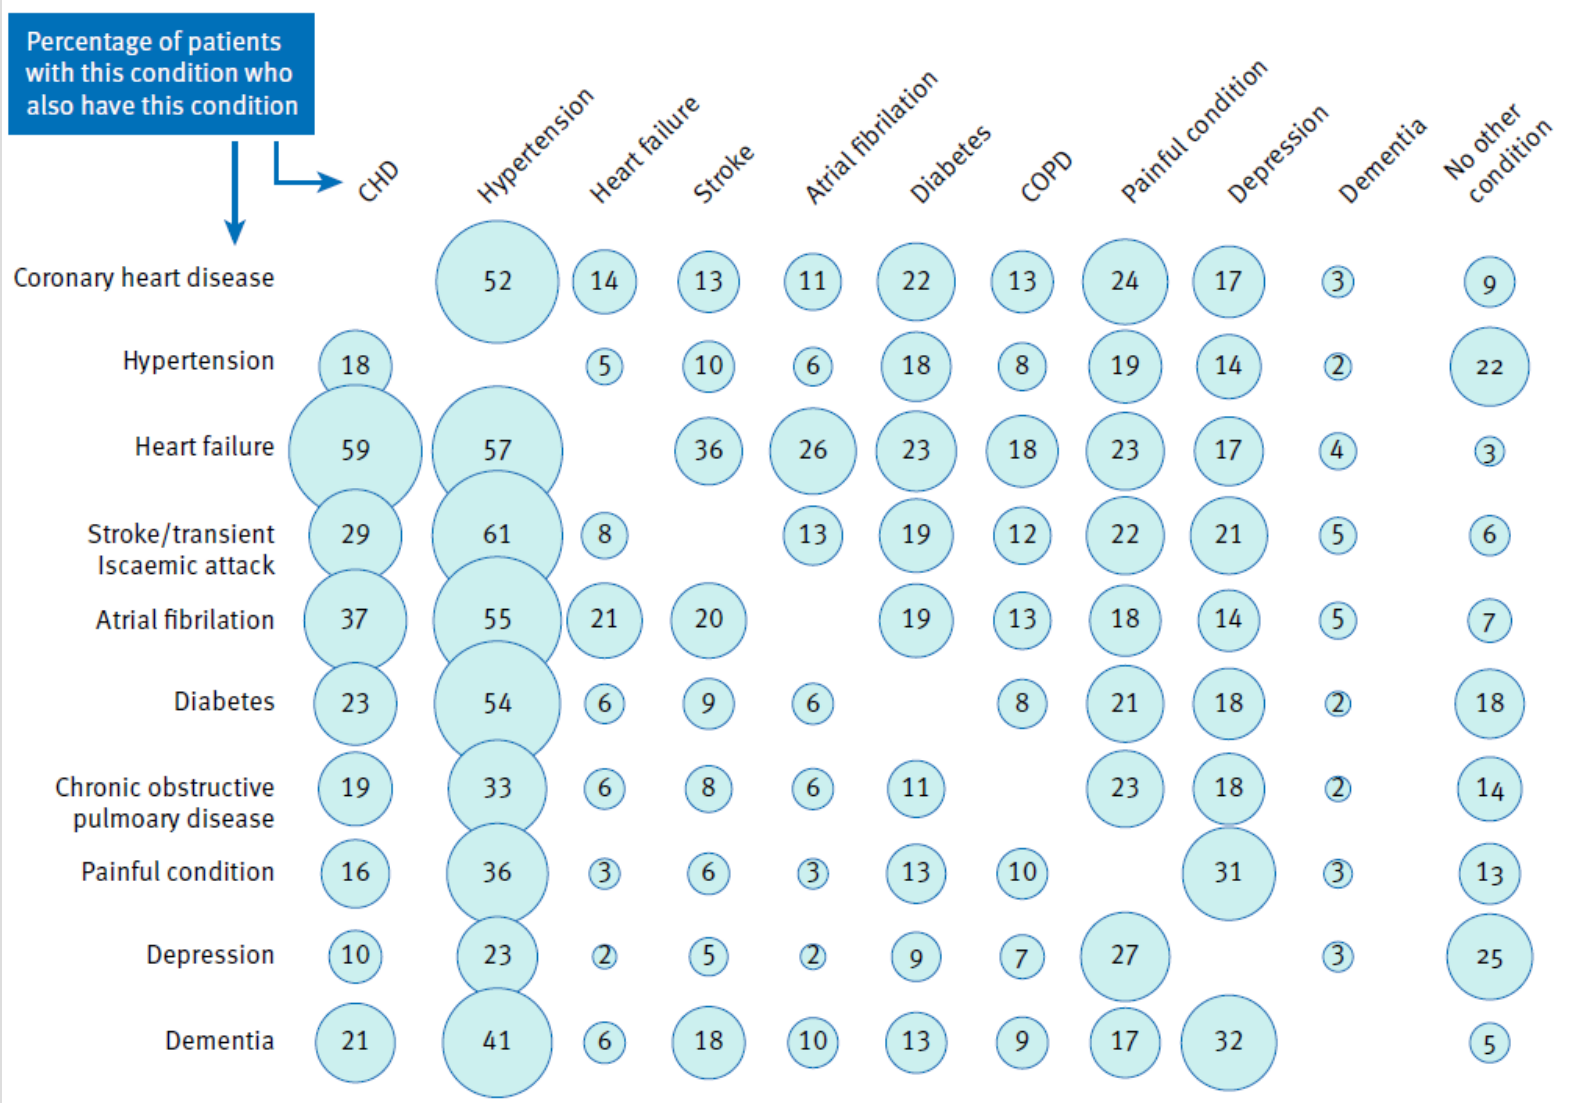 Percentage of patients
with this condition who
also have this condition
CHD
Hypertension
Heart failure
Stroke
Atrial fibrilation
Diabetes
COPD
Painful condition
Depression
Dementia
No other
condition
Coronary heart disease 52 14 13 11 22 13 24 17 3 9
Hypertension 18 5 10 6 18 8 19 14 2 22
Heart failure 59 57 36 26 23 18 23 17 4 3
Stroke/transient
Iscaemic attack 29 61 8 13 19 12 22 21 5 6
Atrial fibrilation 37 55 21 20 19 13 18 14 5 7
Diabetes 23 54 6 9 6 8 21 18 2 18
Chronic obstructive
pulmoary disease 19 33 6 8 6 11 23 18 2 14
Painful condition 16 36 3 6 3 13 10 31 3 13
Depression 10 23 2 5 2 9 7 27 3 25
Dementia 21 41 6 18 10 13 9 17 32 5